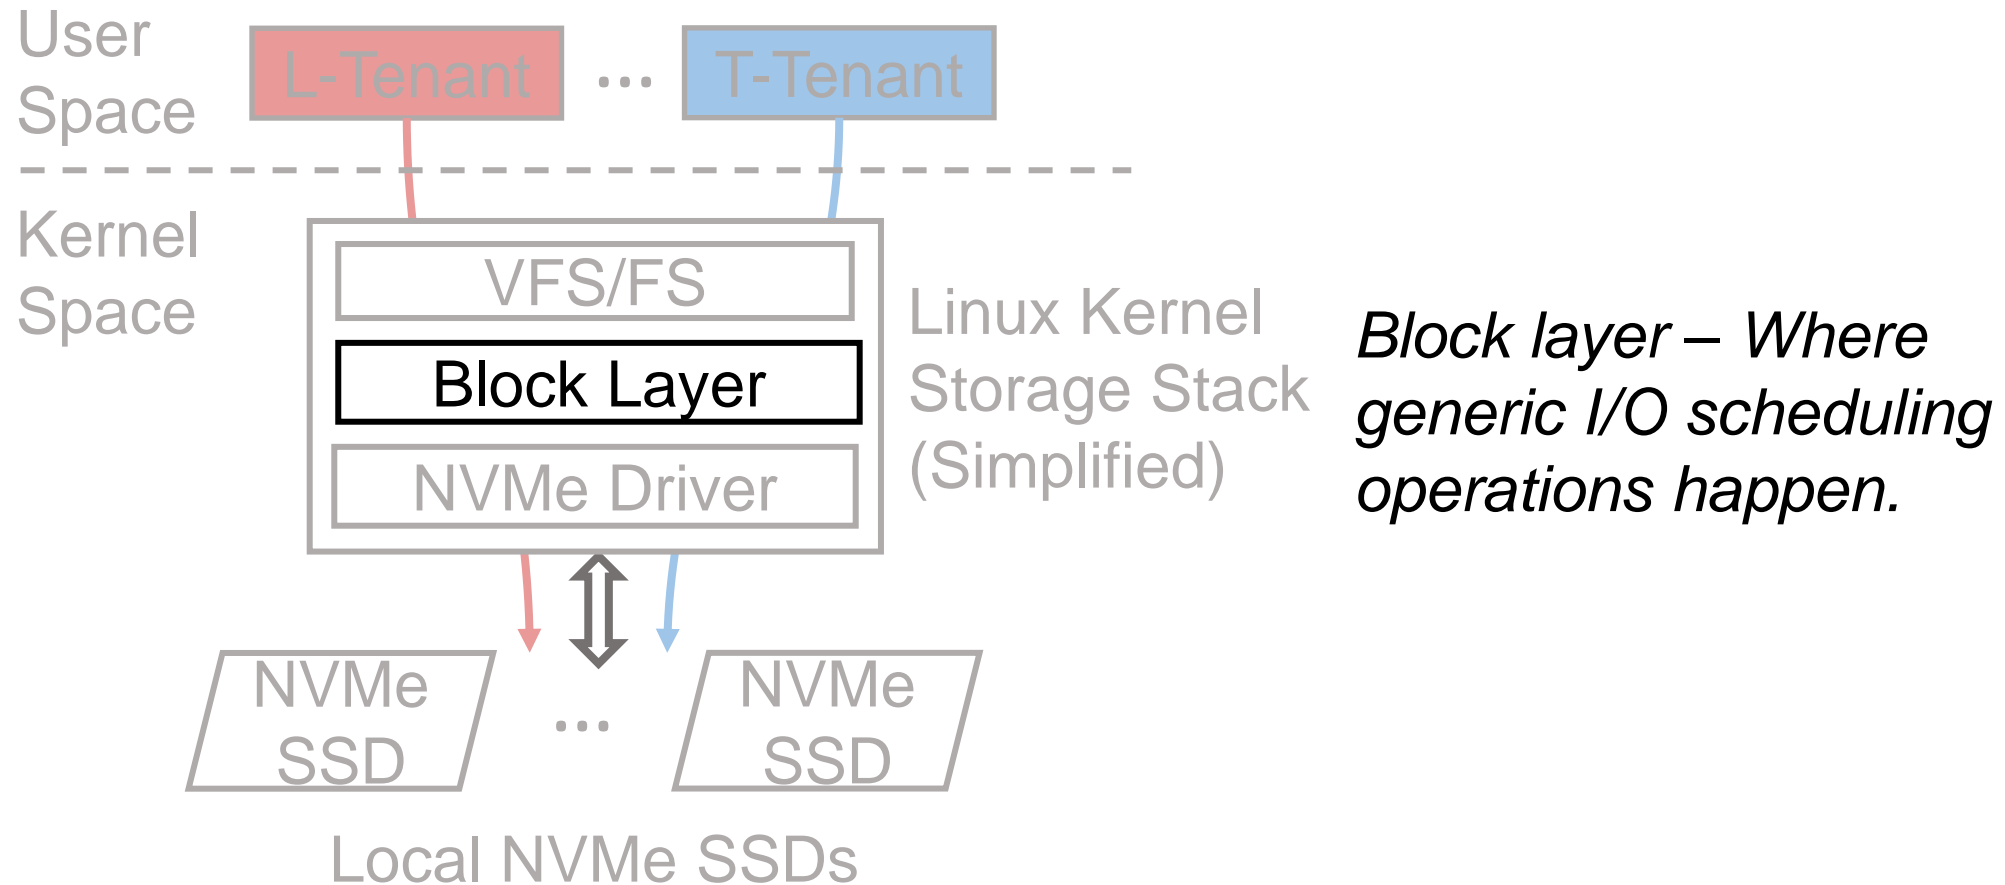 User
Space
L-Tenant
...
T-Tenant
Kernel
Space
VFS/FS
Block Layer
NVMe Driver
Linux Kernel
Storage Stack
(Simplified)
Block layer – Where
generic I/O scheduling
operations happen.
NVMe
SSD
...
NVMe
SSD
Local NVMe SSDs